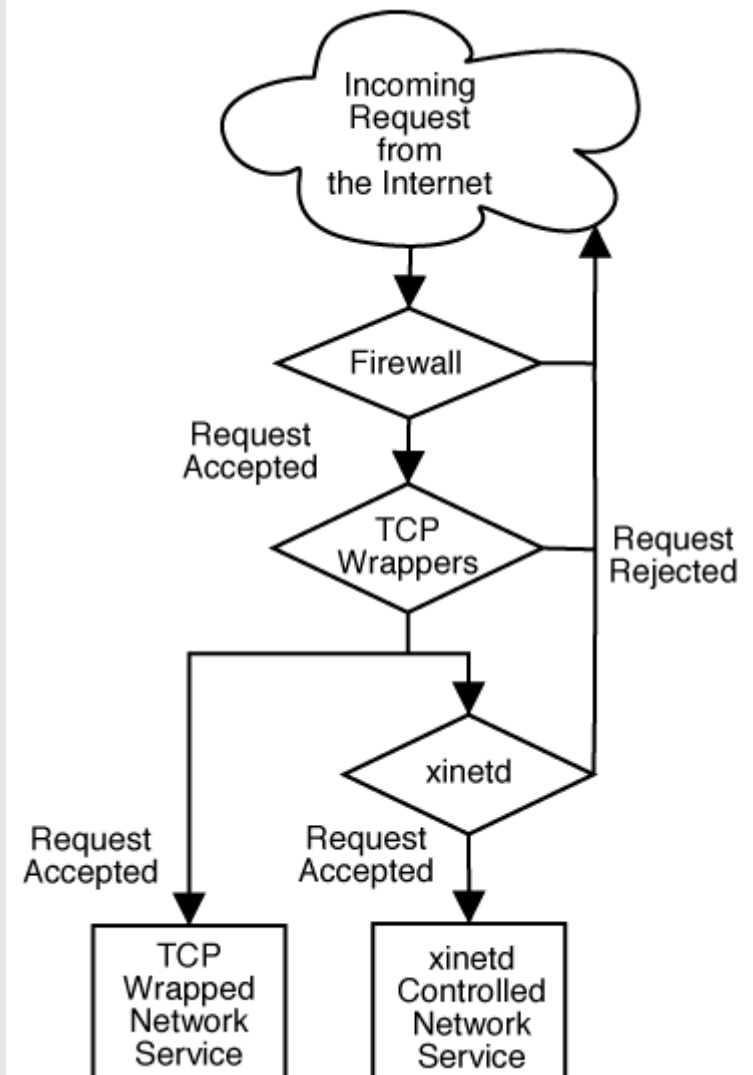 Incoming
Request
from
the Internet
Firewall
Request
Accepted
TCP
Wrappers
Request
Rejected
xinetd
Request
Accepted
Request
Accepted
TCP
Wrapped
Network
Service
xinetd
Controlled
Network
Service